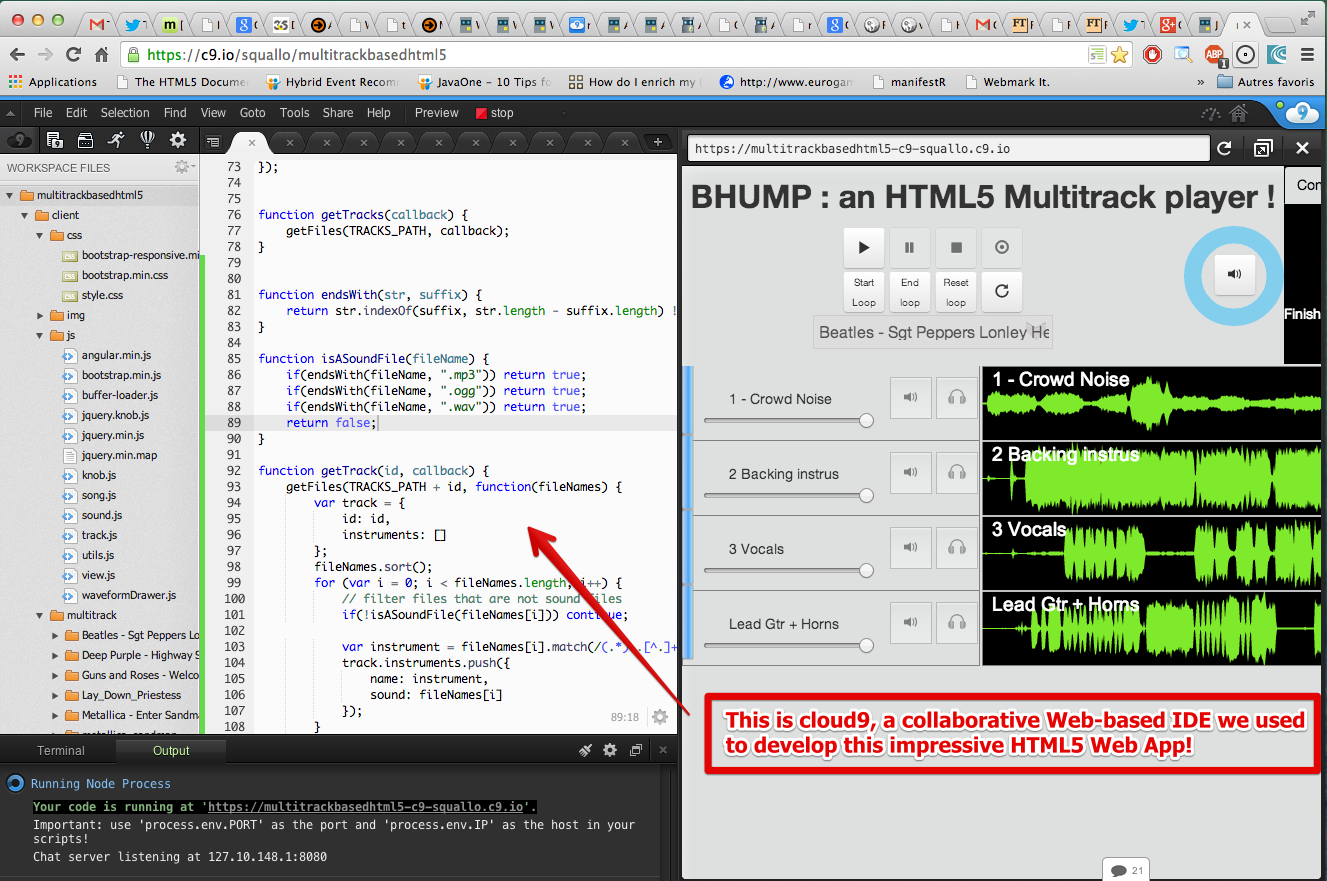 https://c9.io/squallo/multitrackbasedhtml5
Applications
The HTML5 Docume
Hybrid Event Recom
JavaOne - 10 Tips fo
How do I enrich my
http://www.eurogam
manifestR
Webmark It.
»
Autres favoris
File Edit Selection Find View Goto Tools Share Help Preview stop
WORKSPACE FILES
multitrackbasedhtml5
client
css
bootstrap-responsive.mi
bootstrap.min.css
style.css
img
js
angular.min.js
bootstrap.min.js
buffer-loader.js
jquery.knob.js
jquery.min.js
jquery.min.map
knob.js
song.js
sound.js
track.js
utils.js
view.js
waveformDrawer.js
multitrack
Beatles - Sgt Peppers Lo
Deep Purple - Highway S
Guns and Roses - Welco
Lay_Down_Priestess
Metallica - Enter Sandma
73 });
74
75
76 function getTracks(callback) {
77 getFiles(TRACKS_PATH, callback);
78 }
79
80
81 function endsWith(str, suffix) {
82 return str.indexOf(suffix, str.length - suffix.length) !
83 }
84
85 function isASoundFile(fileName) {
86 if(endsWith(fileName, ".mp3")) return true;
87 if(endsWith(fileName, ".ogg")) return true;
88 if(endsWith(fileName, ".wav")) return true;
89 return false;
90 }
91
92 function getTrack(id, callback) {
93 getFiles(TRACKS_PATH + id, function(fileNames) {
94 var track = {
95 id: id,
96 instruments: []
97 };
98 fileNames.sort();
99 for (var i = 0; i < fileNames.length; i++) {
100 // filter files that are not sound files
101 if(!isASoundFile(fileNames[i])) continue;
102
103 var instrument = fileNames[i].match(/(.*)
104 track.instruments.push({
105 name: instrument,
106 sound: fileNames[i]
107 });
108 }
89:18
Terminal
Output
Running Node Process
Your code is running at 'https://multitrackbasedhtml5-c9-squallo.c9.io'.
Important: use 'process.env.PORT' as the port and 'process.env.IP' as the host in your
scripts!
Chat server listening at 127.10.148.1:8080
https://multitrackbasedhtml5-c9-squallo.c9.io
BHUMP : an HTML5 Multitrack player !
Con
Start
Loop
End
loop
Reset
loop
Finish
Beatles - Sgt Peppers Lonley He
1 - Crowd Noise
1 - Crowd Noise
2 Backing instrus
2 Backing instrus
3 Vocals
3 Vocals
Lead Gtr + Horns
Lead Gtr + Horns
This is cloud9, a collaborative Web-based IDE we used
to develop this impressive HTML5 Web App!
21